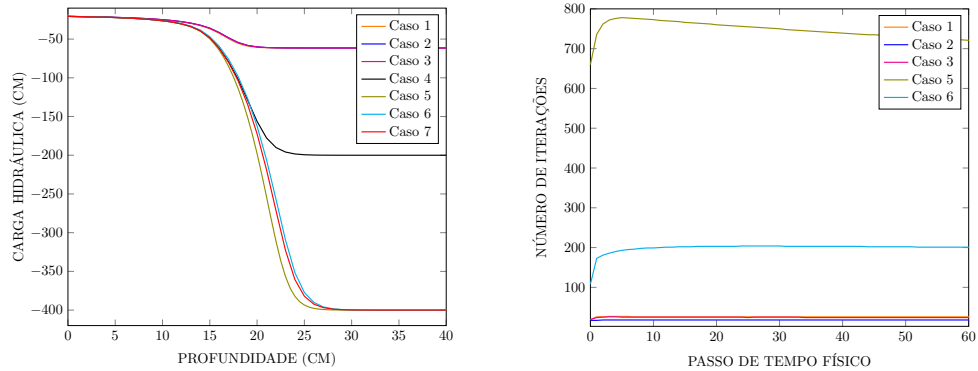 −50
−100
−150
−200
−250
−300
−350
−400
0
5
10
15
20
25
30
35
40
CARGA HIDRÁULICA (CM)
PROFUNDIDADE (CM)
Caso 1
Caso 2
Caso 3
Caso 4
Caso 5
Caso 6
Caso 7
800
700
600
500
400
300
200
100
0
10
20
30
40
50
60
NÚMERO DE ITERAÇÕES
PASSO DE TEMPO FÍSICO
Caso 1
Caso 2
Caso 3
Caso 5
Caso 6